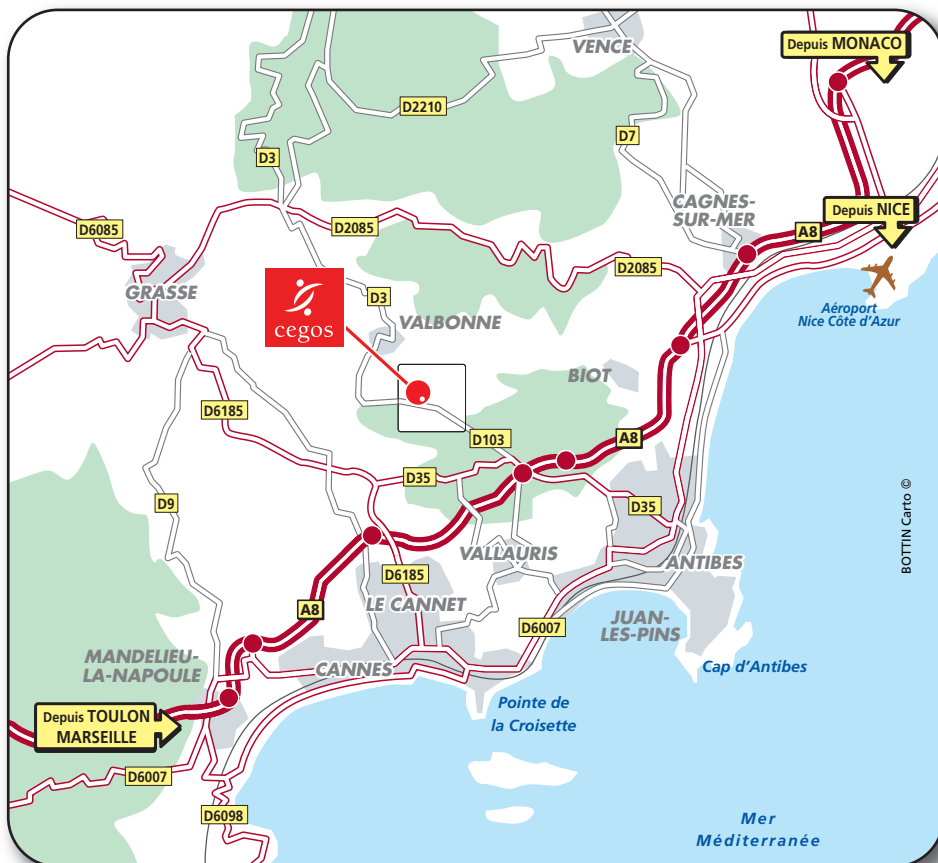 VENCE
Depuis MONACO
D2210
D7
D3
CAGNES-
SUR-MER
Depuis NICE
A8
D6085
D2085
D2085
GRASSE
D3
cegos
VALBONNE
Aéroport
Nice Côte d'Azur
BIOT
D6185
D103
A8
D35
D9
D35
BOTTIN Carto ©
VALLAURIS
ANTIBES
D6185
LE CANNET
A8
D6007
JUAN-
LES-PINS
MANDELIEU-
LA-NAPOULE
CANNES
Cap d'Antibes
Pointe de
la Croisette
Depuis TOULON
MARSEILLE
D6007
D6098
Mer
Méditerranée